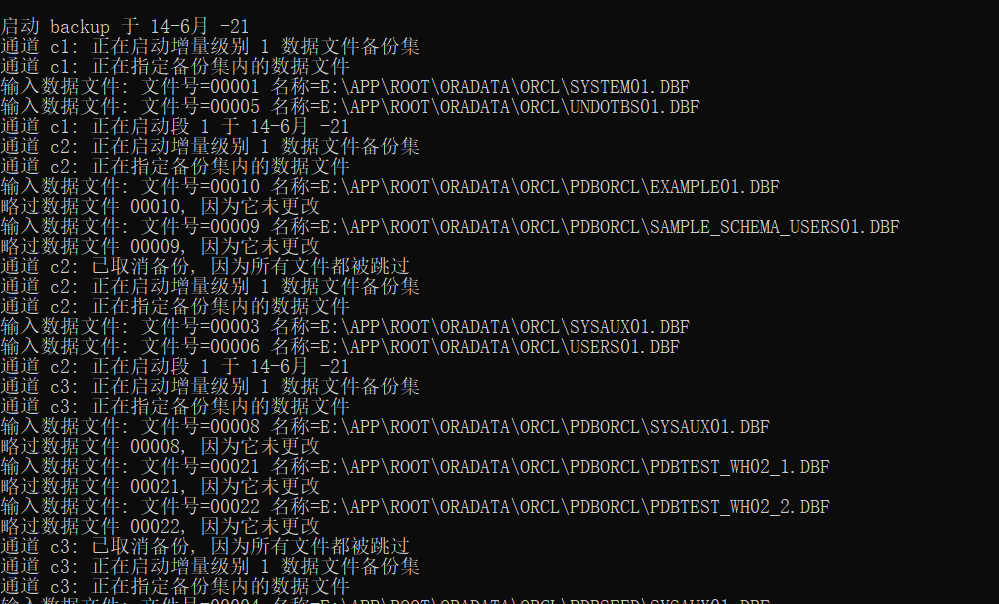 启动 backup 于 14-6月 -21
通道 c1: 正在启动增量级别 1 数据文件备份集
通道 c1: 正在指定备份集内的数据文件
输入数据文件: 文件号=00001 名称=E:\APP\ROOT\ORADATA\ORCL\SYSTEM01.DBF
输入数据文件: 文件号=00005 名称=E:\APP\ROOT\ORADATA\ORCL\UNDOTBS01.DBF
通道 c1: 正在启动段 1 于 14-6月 -21
通道 c2: 正在启动增量级别 1 数据文件备份集
通道 c2: 正在指定备份集内的数据文件
输入数据文件: 文件号=00010 名称=E:\APP\ROOT\ORADATA\ORCL\PDBORCL\EXAMPLE01.DBF
略过数据文件 00010, 因为它未更改
输入数据文件: 文件号=00009 名称=E:\APP\ROOT\ORADATA\ORCL\PDBORCL\SAMPLE_SCHEMA_USERS01.DBF
略过数据文件 00009, 因为它未更改
通道 c2: 已取消备份, 因为所有文件都被跳过
通道 c2: 正在启动增量级别 1 数据文件备份集
通道 c2: 正在指定备份集内的数据文件
输入数据文件: 文件号=00003 名称=E:\APP\ROOT\ORADATA\ORCL\SYSAUX01.DBF
输入数据文件: 文件号=00006 名称=E:\APP\ROOT\ORADATA\ORCL\USERS01.DBF
通道 c2: 正在启动段 1 于 14-6月 -21
通道 c3: 正在启动增量级别 1 数据文件备份集
通道 c3: 正在指定备份集内的数据文件
输入数据文件: 文件号=00008 名称=E:\APP\ROOT\ORADATA\ORCL\PDBORCL\SYSAUX01.DBF
略过数据文件 00008, 因为它未更改
输入数据文件: 文件号=00021 名称=E:\APP\ROOT\ORADATA\ORCL\PDBORCL\PDBTEST_WH02_1.DBF
略过数据文件 00021, 因为它未更改
输入数据文件: 文件号=00022 名称=E:\APP\ROOT\ORADATA\ORCL\PDBORCL\PDBTEST_WH02_2.DBF
略过数据文件 00022, 因为它未更改
通道 c3: 已取消备份, 因为所有文件都被跳过
通道 c3: 正在启动增量级别 1 数据文件备份集
通道 c3: 正在指定备份集内的数据文件
输入数据文件: 文件号=00004 名称=E:\APP\ROOT\ORADATA\ORCL\PDBSEED\SYSAUX01.DBF